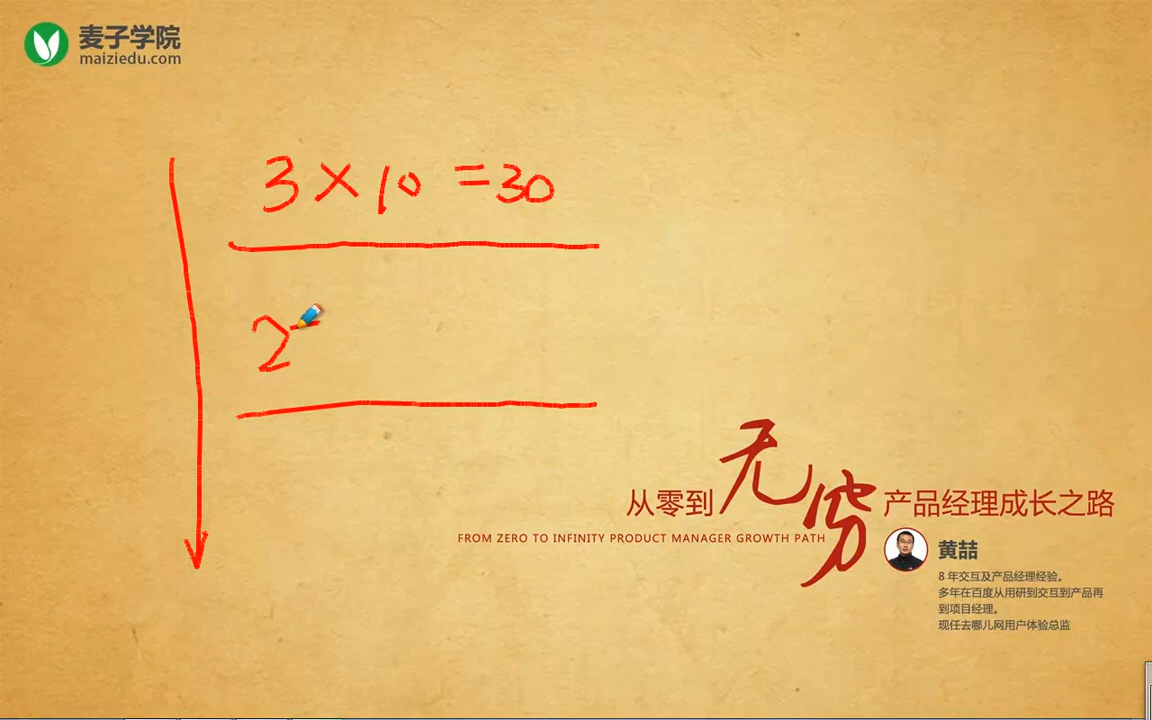 麦子学院
maiziedu.com
3×10=30
2
从零到无穷产品经理成长之路
FROM ZERO TO INFINITY PRODUCT MANAGER GROWTH PATH
黄喆
8年交互及产品经理经验。
多年在百度从用研到交互到产品再
到项目经理。
现任去哪儿网用户体验总监